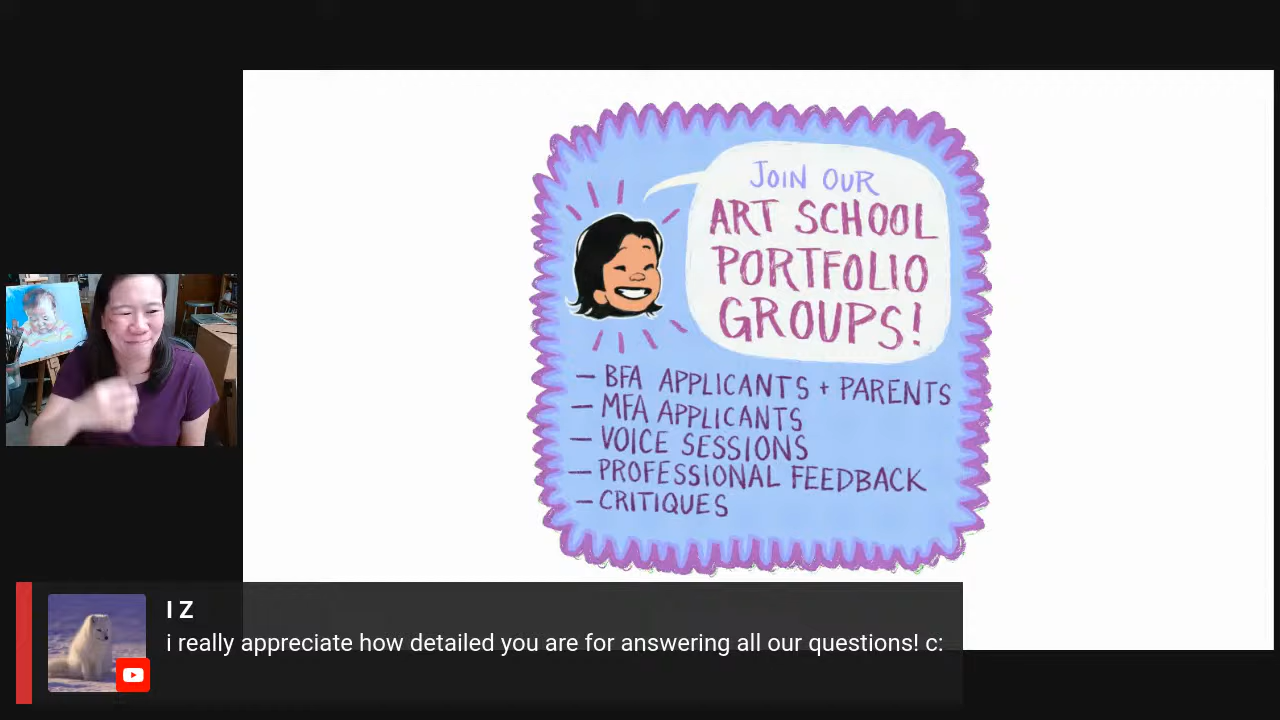 JOIN OUR
ART SCHOOL
PORTFOLIO
GROUPS!
— BFA APPLICANTS + PARENTS
— MFA APPLICANTS
— VOICE SESSIONS
— PROFESSIONAL FEEDBACK
— CRITIQUES
I Z
i really appreciate how detailed you are for answering all our questions! c: